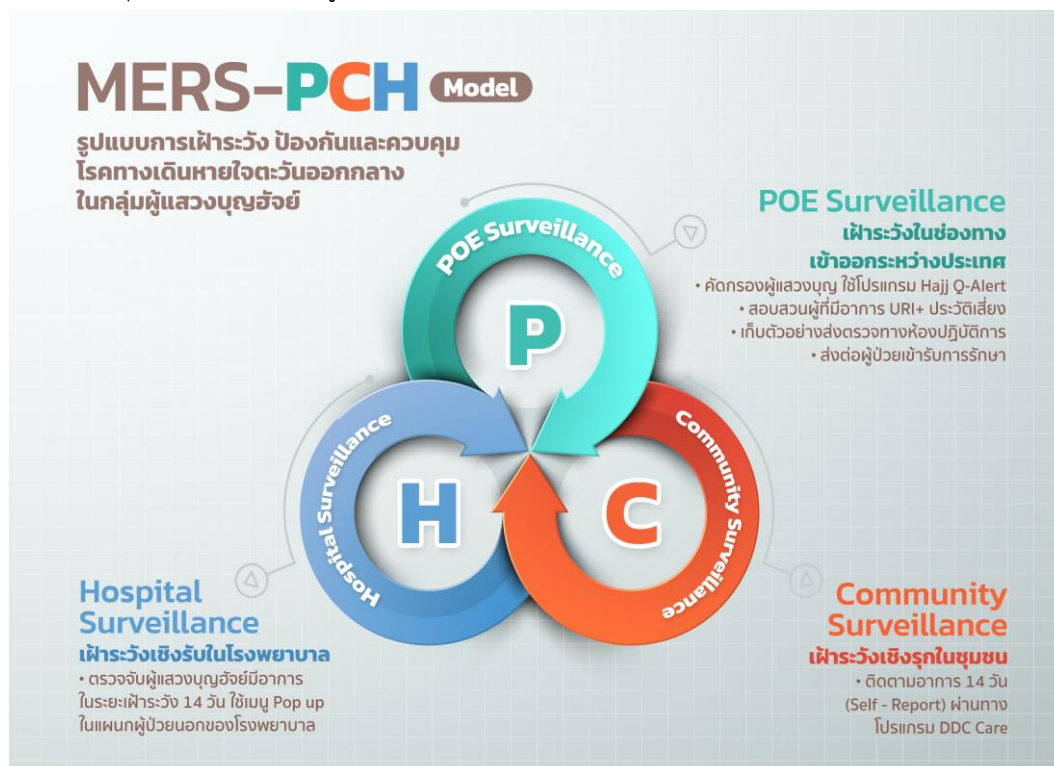 MERS-PCH Model
รูปแบบการเฝ้าระวัง ป้องกันและควบคุม
โรคทางเดินหายใจตะวันออกกลาง
ในกลุ่มผู้แสวงบุญฮัจย์
POE Surveillance
P
POE Surveillance
เฝ้าระวังในช่องทาง
เข้าออกระหว่างประเทศ
• คัดกรองผู้แสวงบุญ ใช้โปรแกรม Hajj Q-Alert
• สอบสวนผู้ที่มีอาการ URI+ ประวัติเสี่ยง
• เก็บตัวอย่างส่งตรวจทางห้องปฏิบัติการ
• ส่งต่อผู้ป่วยเข้ารับการรักษา
Hospital Surveillance
H
Community Surveillance
C
Hospital
Surveillance
เฝ้าระวังเชิงรับในโรงพยาบาล
• ตรวจจับผู้แสวงบุญฮัจย์มีอาการ
ในระยะเฝ้าระวัง 14 วัน ใช้เมนู Pop up
ในแผนกผู้ป่วยนอกของโรงพยาบาล
Community
Surveillance
เฝ้าระวังเชิงรุกในชุมชน
• ติดตามอาการ 14 วัน
(Self - Report) ผ่านทาง
โปรแกรม DDC Care